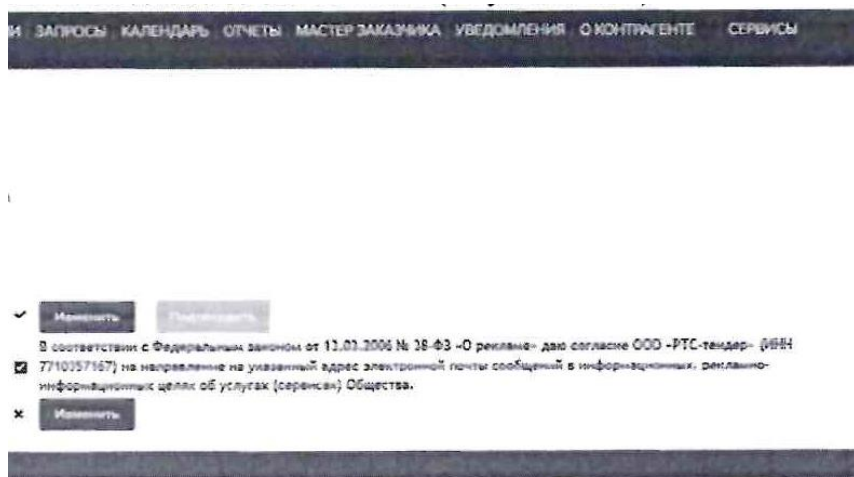 ЗАПРОСЫ КАЛЕНДАРЬ ОТЧЕТЫ МАСТЕР ЗАКАЗЧИКА УВЕДОМЛЕНИЯ О КОНТРАГЕНТЕ СЕРВИСЫ
Изменить Подтвердить
В соответствии с Федеральным законом от 13.03.2006 № 38-ФЗ «О рекламе» даю согласие ООО «РТС-тендер» (ИНН
7710357167) на направление на указанный адрес электронной почты сообщений в информационных, рекламно-
информационных целях об услугах (сервисах) Общества.
Изменить